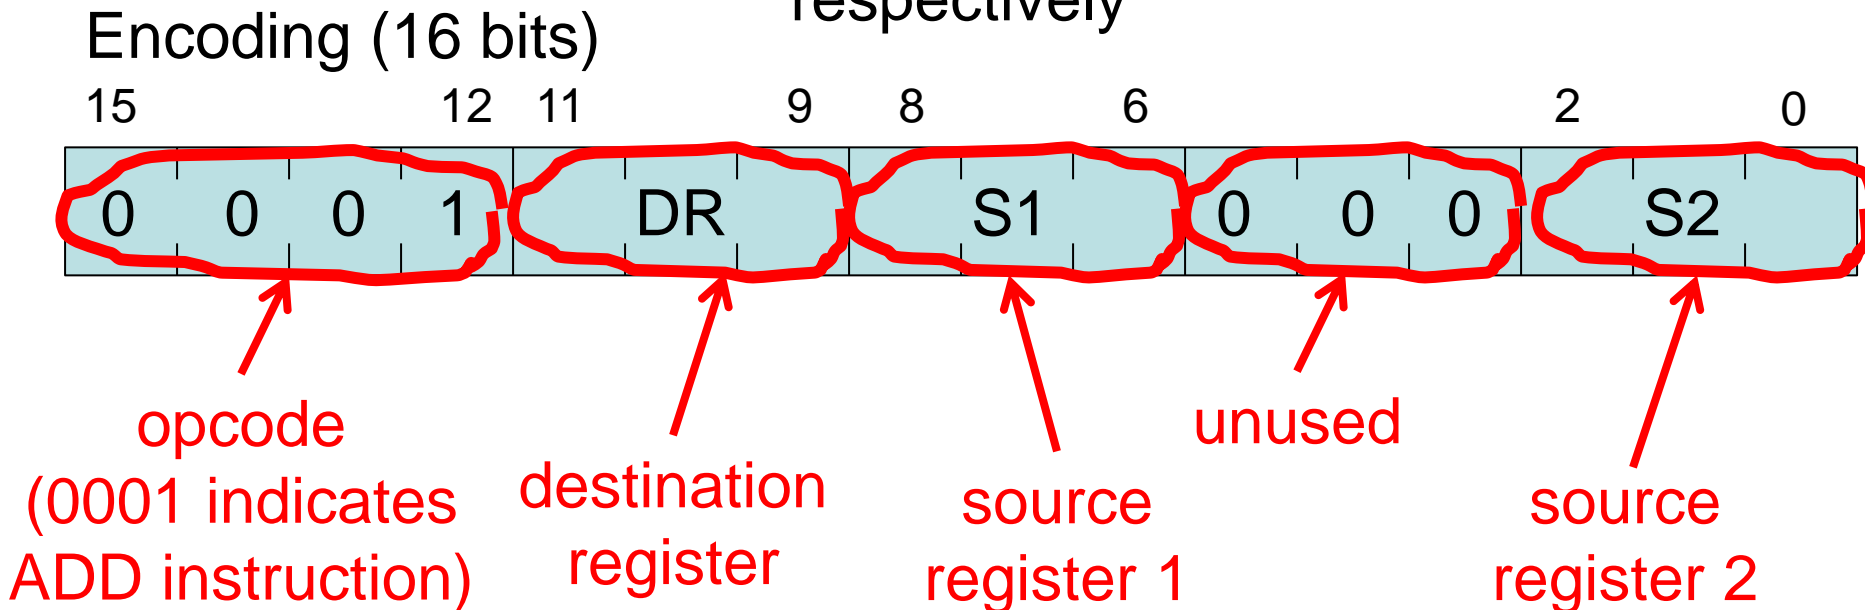 respectively
Encoding (16 bits)
15 12 11 9 8 6 2 0
0 0 0 1 DR S1 0 0 0 S2
opcode
(0001 indicates
ADD instruction)
destination
register
source
register 1
unused
source
register 2